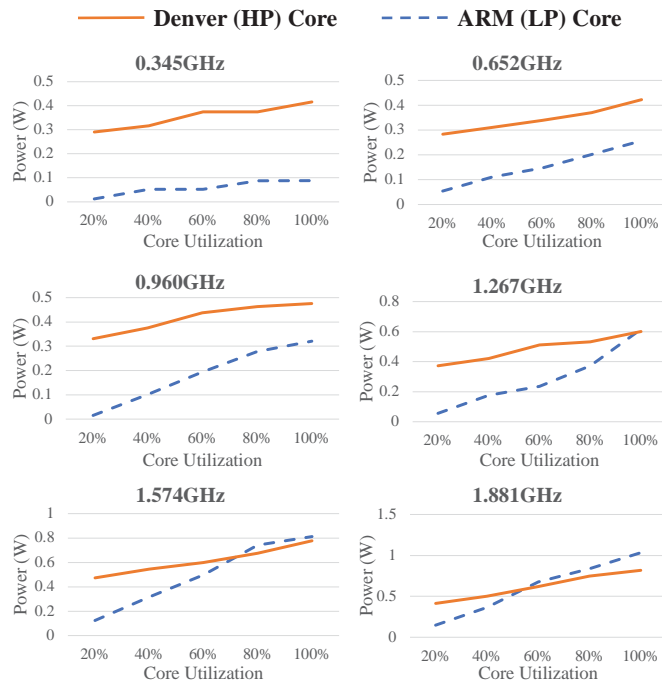 Denver (HP) Core ARM (LP) Core
0.345GHz
Power (W)
0.5
0.4
0.3
0.2
0.1
0
20% 40% 60% 80% 100%
Core Utilization
0.652GHz
Power (W)
0.5
0.4
0.3
0.2
0.1
0
20% 40% 60% 80% 100%
Core Utilization
0.960GHz
Power (W)
0.5
0.4
0.3
0.2
0.1
0
20% 40% 60% 80% 100%
Core Utilization
1.267GHz
Power (W)
0.8
0.6
0.4
0.2
0
20% 40% 60% 80% 100%
Core Utilization
1.574GHz
Power (W)
1
0.8
0.6
0.4
0.2
0
20% 40% 60% 80% 100%
Core Utilization
1.881GHz
Power (W)
1.5
1
0.5
0
20% 40% 60% 80% 100%
Core Utilization